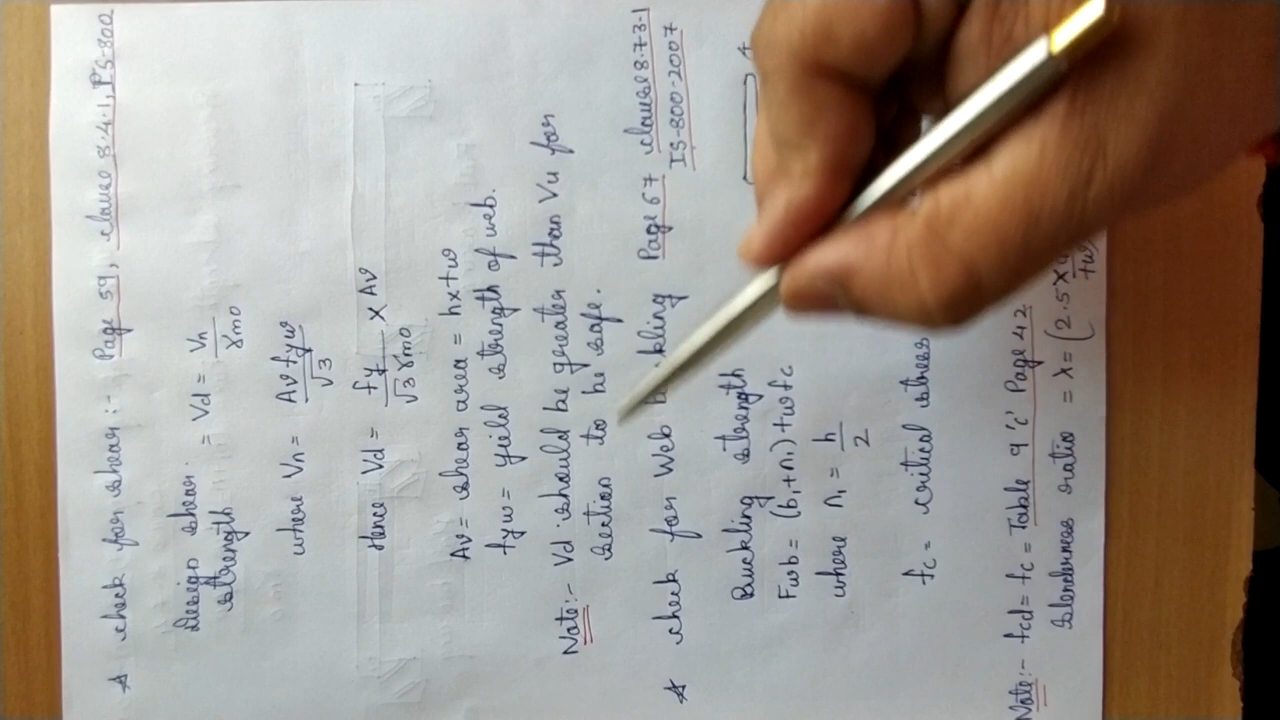 ☆ check for shear :- Page 59, clause 8.4.1, IS-800
Design shear
strength = Vd = Vn / γmo
where Vn = Av fyw / √3
Hence Vd = fy / √3 γmo × Av
Av = shear area = h×tw
fyw = yield strength of web.
Note:- Vd should be greater than Vu for
section to be safe.
☆ check for Web Page 67 clause 8.7.3.1
IS-800-2007
Buckling strength
Fwb = (b1+n1) tw fc
where n1 = h / 2
fc = critical stress
Note:- fcd = fc = Table 9 'c' Page 42
Slenderness ratio = λ = (2.5 ×
tw